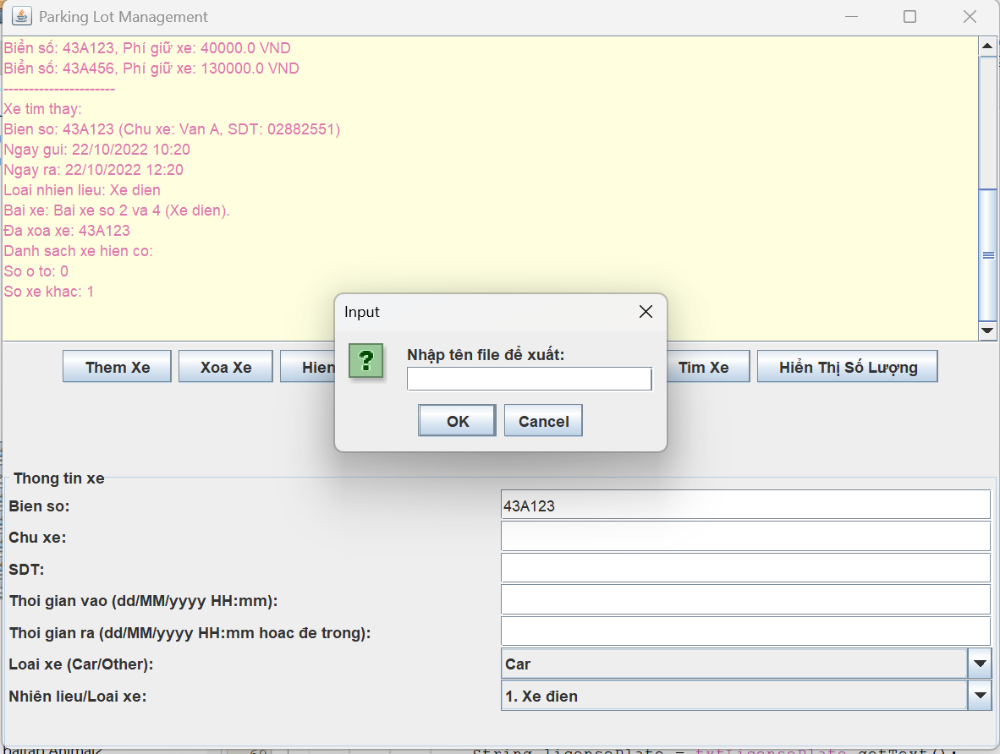 Parking Lot Management
Biển số: 43A123, Phí giữ xe: 40000.0 VND
Biển số: 43A456, Phí giữ xe: 130000.0 VND
----------------------
Xe tim thay:
Bien so: 43A123 (Chu xe: Van A, SDT: 02882551)
Ngay gui: 22/10/2022 10:20
Ngay ra: 22/10/2022 12:20
Loai nhien lieu: Xe dien
Bai xe: Bai xe so 2 va 4 (Xe dien).
Đa xoa xe: 43A123
Danh sach xe hien co:
So o to: 0
So xe khac: 1
Input
Nhập tên file để xuất:
OK Cancel
Them Xe Xoa Xe Hien Tim Xe Hiển Thị Số Lượng
Thong tin xe
Bien so: 43A123
Chu xe:
SDT:
Thoi gian vao (dd/MM/yyyy HH:mm):
Thoi gian ra (dd/MM/yyyy HH:mm hoac đe trong):
Loai xe (Car/Other): Car
Nhiên lieu/Loai xe: 1. Xe đien